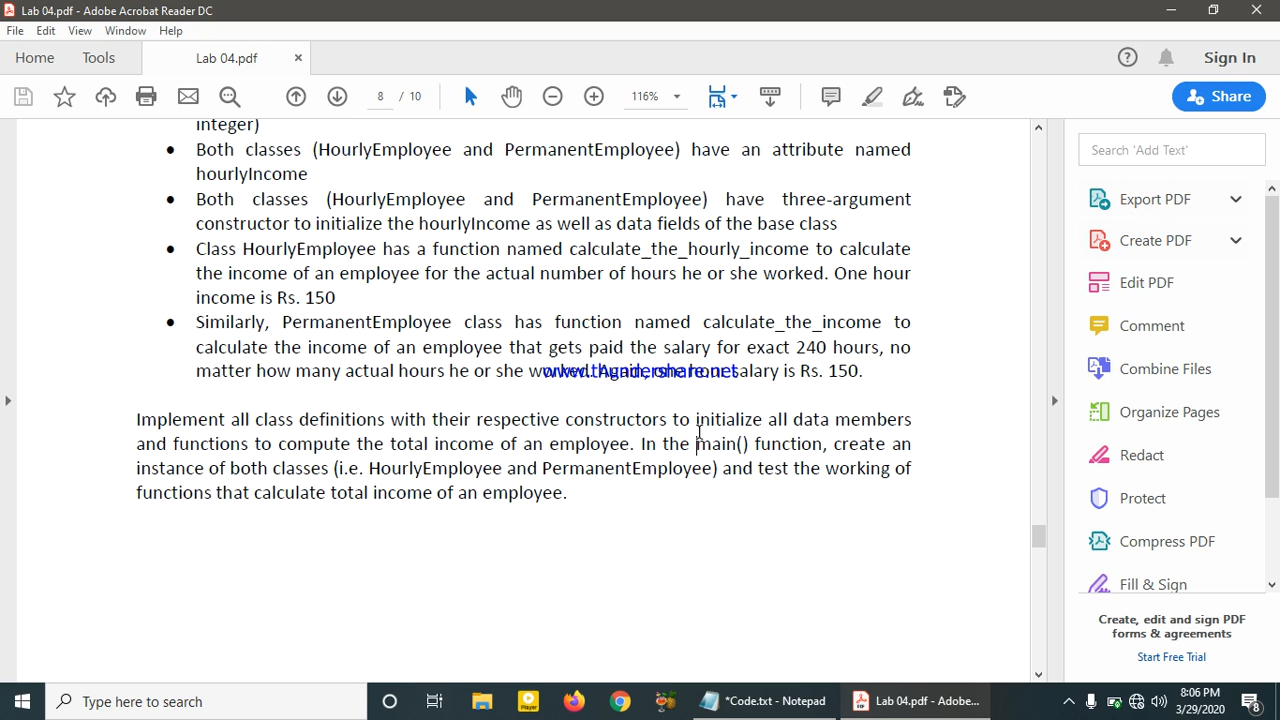 Lab 04.pdf - Adobe Acrobat Reader DC
File Edit View Window Help
Home Tools Lab 04.pdf × ? Sign In
8 / 10 116% Share
integer)
• Both classes (HourlyEmployee and PermanentEmployee) have an attribute named
hourlyIncome
• Both classes (HourlyEmployee and PermanentEmployee) have three-argument
constructor to initialize the hourlyIncome as well as data fields of the base class
• Class HourlyEmployee has a function named calculate_the_hourly_income to calculate
the income of an employee for the actual number of hours he or she worked. One hour
income is Rs. 150
• Similarly, PermanentEmployee class has function named calculate_the_income to
calculate the income of an employee that gets paid the salary for exact 240 hours, no
matter how many actual hours he or she worked. Again, one hour salary is Rs. 150.
www.thundershare.net
Implement all class definitions with their respective constructors to initialize all data members
and functions to compute the total income of an employee. In the main() function, create an
instance of both classes (i.e. HourlyEmployee and PermanentEmployee) and test the working of
functions that calculate total income of an employee.
Search 'Add Text'
Export PDF
Create PDF
Edit PDF
Comment
Combine Files
Organize Pages
Redact
Protect
Compress PDF
Fill & Sign
Create, edit and sign PDF
forms & agreements
Start Free Trial
Type here to search
Player
*Code.txt - Notepad
Lab 04.pdf - Adobe...
8:06 PM
3/29/2020
8